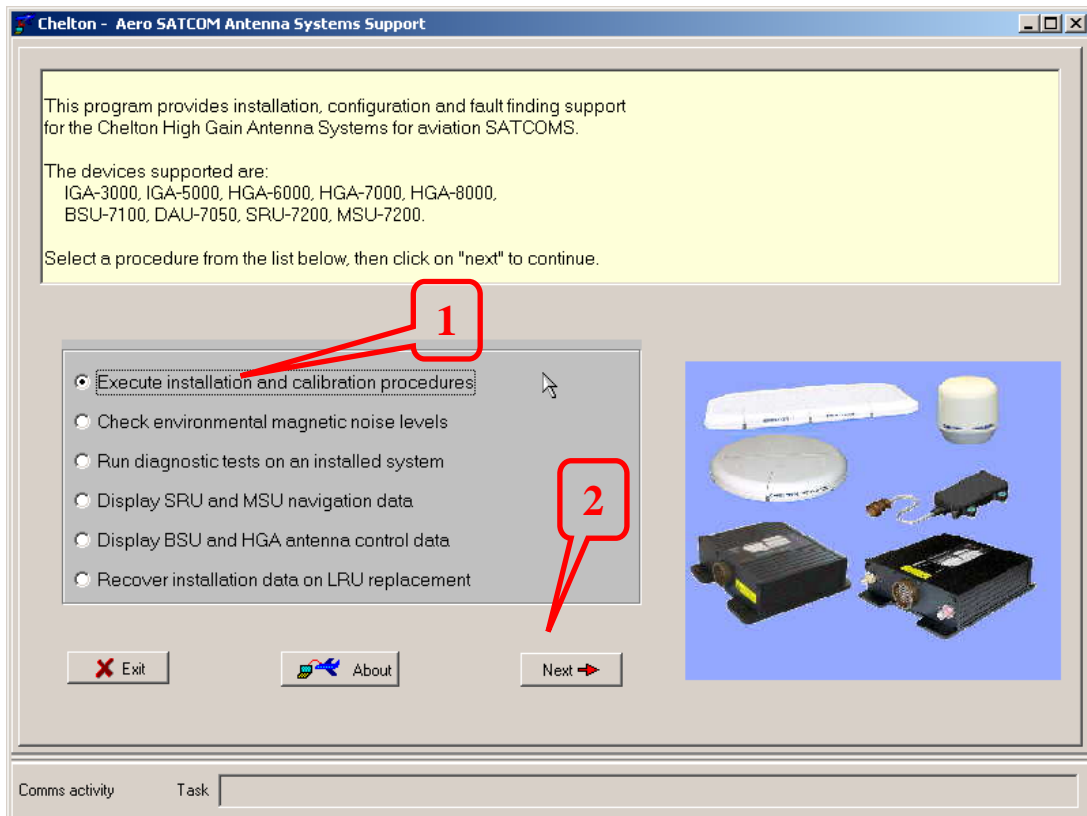 Chelton - Aero SATCOM Antenna Systems Support
This program provides installation, configuration and fault finding support
for the Chelton High Gain Antenna Systems for aviation SATCOMS.
The devices supported are:
IGA-3000, IGA-5000, HGA-6000, HGA-7000, HGA-8000,
BSU-7100, DAU-7050, SRU-7200, MSU-7200.
Select a procedure from the list below, then click on "next" to continue.
1
Execute installation and calibration procedures
Check environmental magnetic noise levels
Run diagnostic tests on an installed system
Display SRU and MSU navigation data
2
Display BSU and HGA antenna control data
Recover installation data on LRU replacement
Exit
About
Next
Comms activity
Task